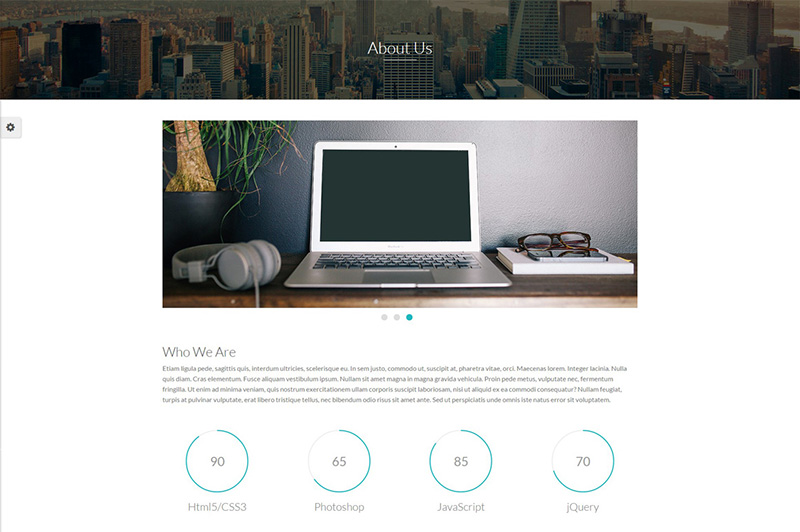 About Us
Who We Are
Etiam ligula pede, sagittis quis, interdum ultricies, scelerisque eu. In sem justo, commodo ut, suscipit at, pharetra vitae, orci. Maecenas lorem. Integer lacinia. Nulla
quis diam. Cras elementum. Fusce aliquam vestibulum ipsum. Nullam sit amet magna in magna gravida vehicula. Proin pede metus, vulputate nec, fermentum
fringilla. Ut enim ad minima veniam, quis nostrum exercitationem ullam corporis suscipit laboriosam, nisi ut aliquid ex ea commodi consequatur? Nullam feugiat,
turpis at pulvinar vulputate, erat libero tristique tellus, nec bibendum odio risus sit amet ante. Sed ut perspiciatis unde omnis iste natus error sit voluptatem.
90 65 85 70
Html5/CSS3 Photoshop JavaScript jQuery